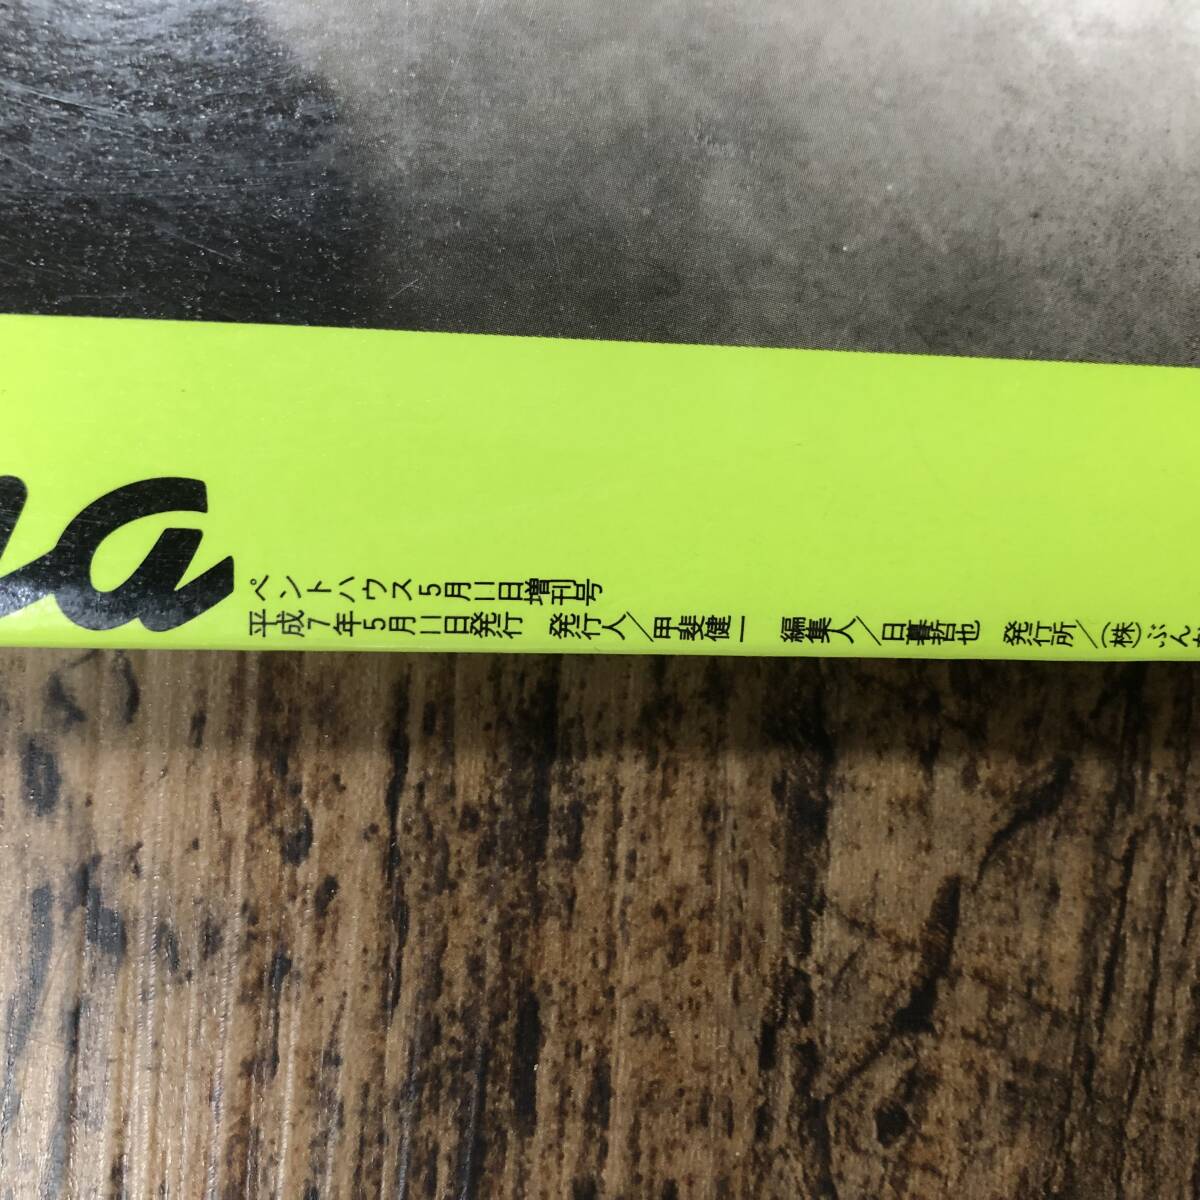 na
ペントハウス5月11日増刊号
平成7年5月11日発行 発行人／甲斐健一 編集人／日暮哲也 発行所／(株)ぶんか